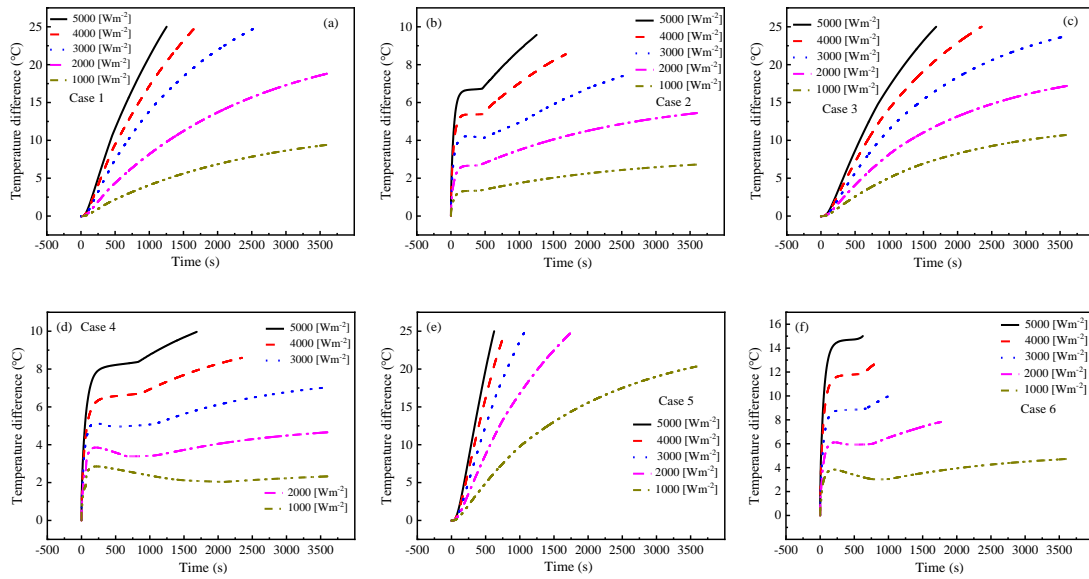 (a)
5000 [Wm-2]
4000 [Wm-2]
3000 [Wm-2]
2000 [Wm-2]
1000 [Wm-2]
Case 1
Temperature difference (℃)
25
20
15
10
5
0
-500 0 500 1000 1500 2000 2500 3000 3500
Time (s)
(b)
5000 [Wm-2]
4000 [Wm-2]
3000 [Wm-2]
2000 [Wm-2]
1000 [Wm-2]
Case 2
Temperature difference (℃)
10
8
6
4
2
0
-500 0 500 1000 1500 2000 2500 3000 3500
Time (s)
(c)
5000 [Wm-2]
4000 [Wm-2]
3000 [Wm-2]
2000 [Wm-2]
1000 [Wm-2]
Case 3
Temperature difference (℃)
25
20
15
10
5
0
-500 0 500 1000 1500 2000 2500 3000 3500
Time (s)
(d) Case 4
5000 [Wm-2]
4000 [Wm-2]
3000 [Wm-2]
2000 [Wm-2]
1000 [Wm-2]
Temperature difference (℃)
10
8
6
4
2
0
-500 0 500 1000 1500 2000 2500 3000 3500
Time (s)
(e)
Case 5
5000 [Wm-2]
4000 [Wm-2]
3000 [Wm-2]
2000 [Wm-2]
1000 [Wm-2]
Temperature difference (℃)
25
20
15
10
5
0
-500 0 500 1000 1500 2000 2500 3000 3500
Time (s)
(f)
5000 [Wm-2]
4000 [Wm-2]
3000 [Wm-2]
2000 [Wm-2]
1000 [Wm-2]
Case 6
Temperature difference (℃)
16
14
12
10
8
6
4
2
0
-500 0 500 1000 1500 2000 2500 3000 3500
Time (s)